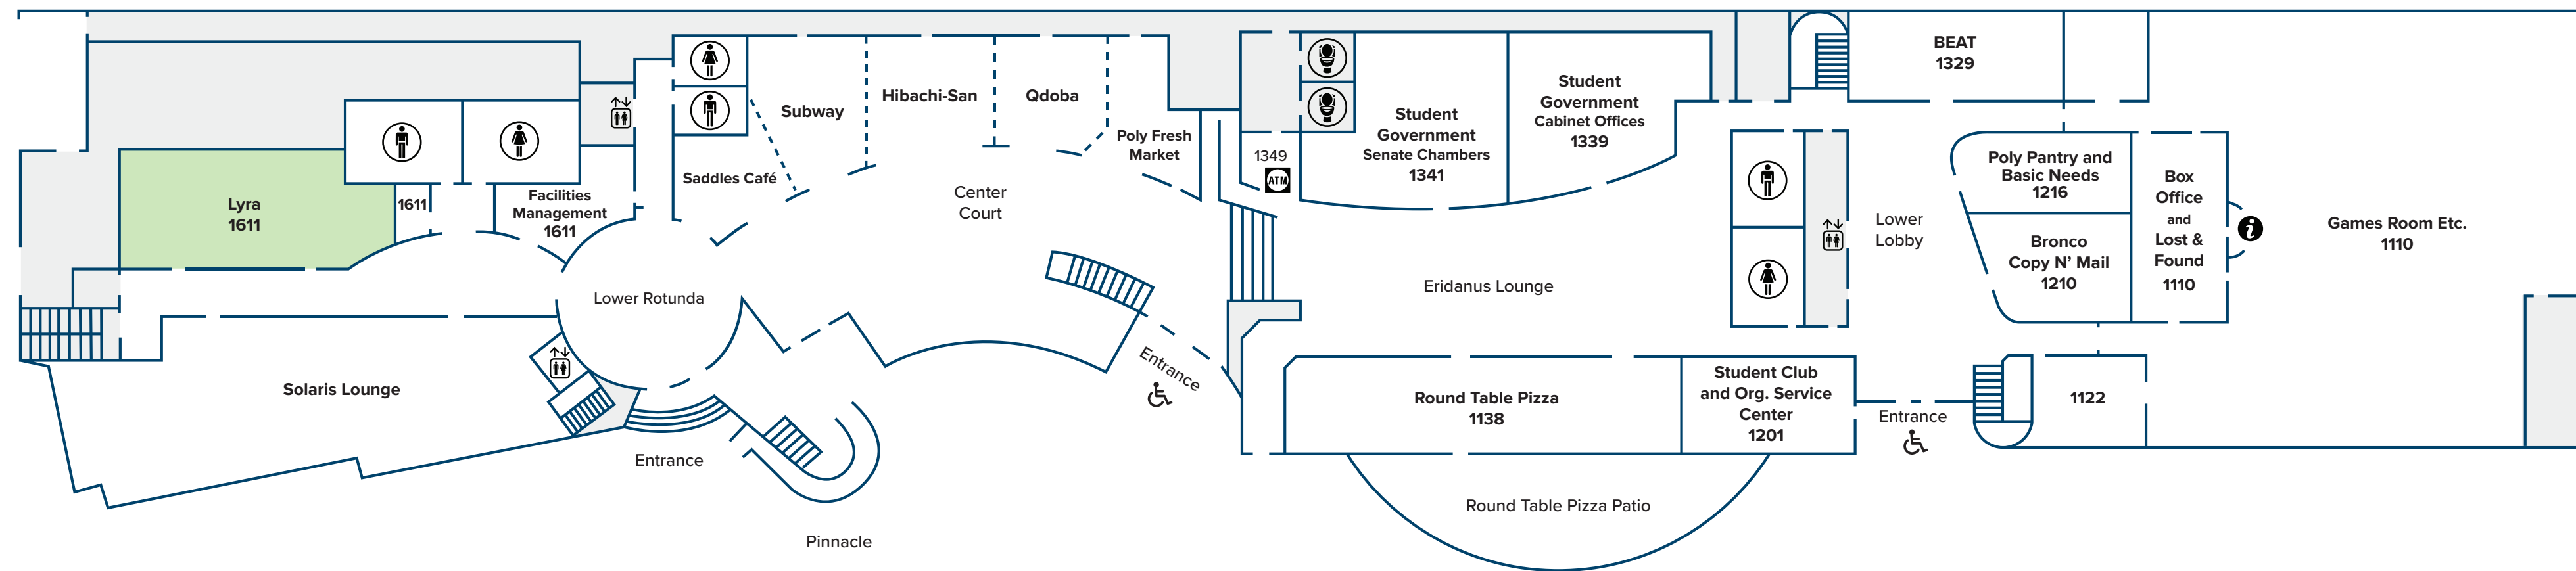 BEAT
1329
Subway
Hibachi-San
Qdoba
Poly Fresh
Market
1349
ATM
Student
Government
Senate Chambers
1341
Student
Government
Cabinet Offices
1339
Lyra
1611
1611
Facilities
Management
1611
Saddles Café
Center
Court
Lower
Lobby
Poly Pantry and
Basic Needs
1216
Bronco
Copy N’ Mail
1210
Box
Office
and
Lost &
Found
1110
i
Games Room Etc.
1110
Lower Rotunda
Eridanus Lounge
Solaris Lounge
Entrance
Round Table Pizza
1138
Student Club
and Org. Service
Center
1201
Entrance
1122
Entrance
Round Table Pizza Patio
Pinnacle